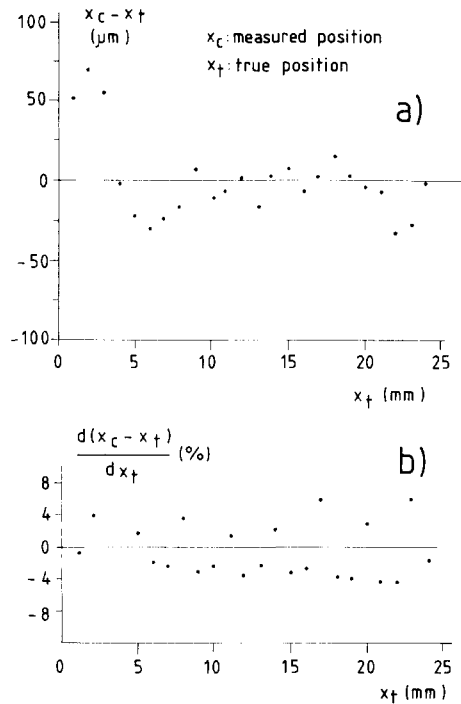 x_c - x_t
(μm)
x_c: measured position
x_t: true position
a)
100
50
0
-50
-100
0 5 10 15 20 25
x_t (mm)
d(x_c - x_t)
dx_t
(%)
b)
8
4
0
-4
-8
0 5 10 15 20 25
x_t (mm)